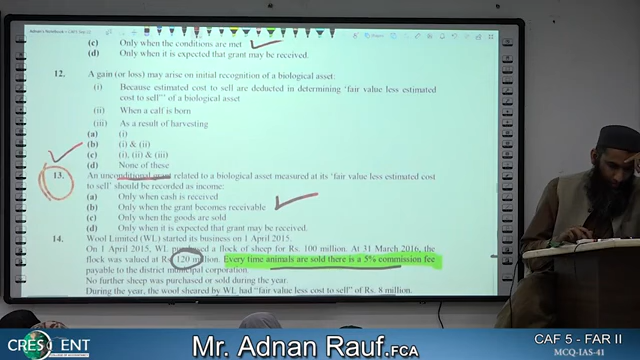 Adnan's Notebook • CAF5 Sep 23
(c) Only when the conditions are met
(d) Only when it is expected that grant may be received.
12. A gain (or loss) may arise on initial recognition of a biological asset:
(i) Because estimated cost to sell are deducted in determining 'fair value less estimated
cost to sell'' of a biological asset
(ii) When a calf is born
(iii) As a result of harvesting
(a) (i)
(b) (i) & (ii)
(c) (i), (ii) & (iii)
(d) None of these
13. An unconditional grant related to a biological asset measured at its 'fair value less estimated cost
to sell' should be recorded as income:
(a) Only when cash is received
(b) Only when the grant becomes receivable
(c) Only when the goods are sold
(d) Only when it is expected that grant may be received.
14. Wool Limited (WL) started its business on 1 April 2015.
On 1 April 2015, WL purchased a flock of sheep for Rs. 100 million. At 31 March 2016, the
flock was valued at Rs. 120 million. Every time animals are sold there is a 5% commission fee
payable to the district municipal corporation.
No further sheep was purchased or sold during the year.
During the year, the wool sheared by WL had "fair value less cost to sell" of Rs. 8 million.
CRESCENT
Mr. Adnan Rauf.FCA
CAF 5 - FAR II
MCQ-IAS-41